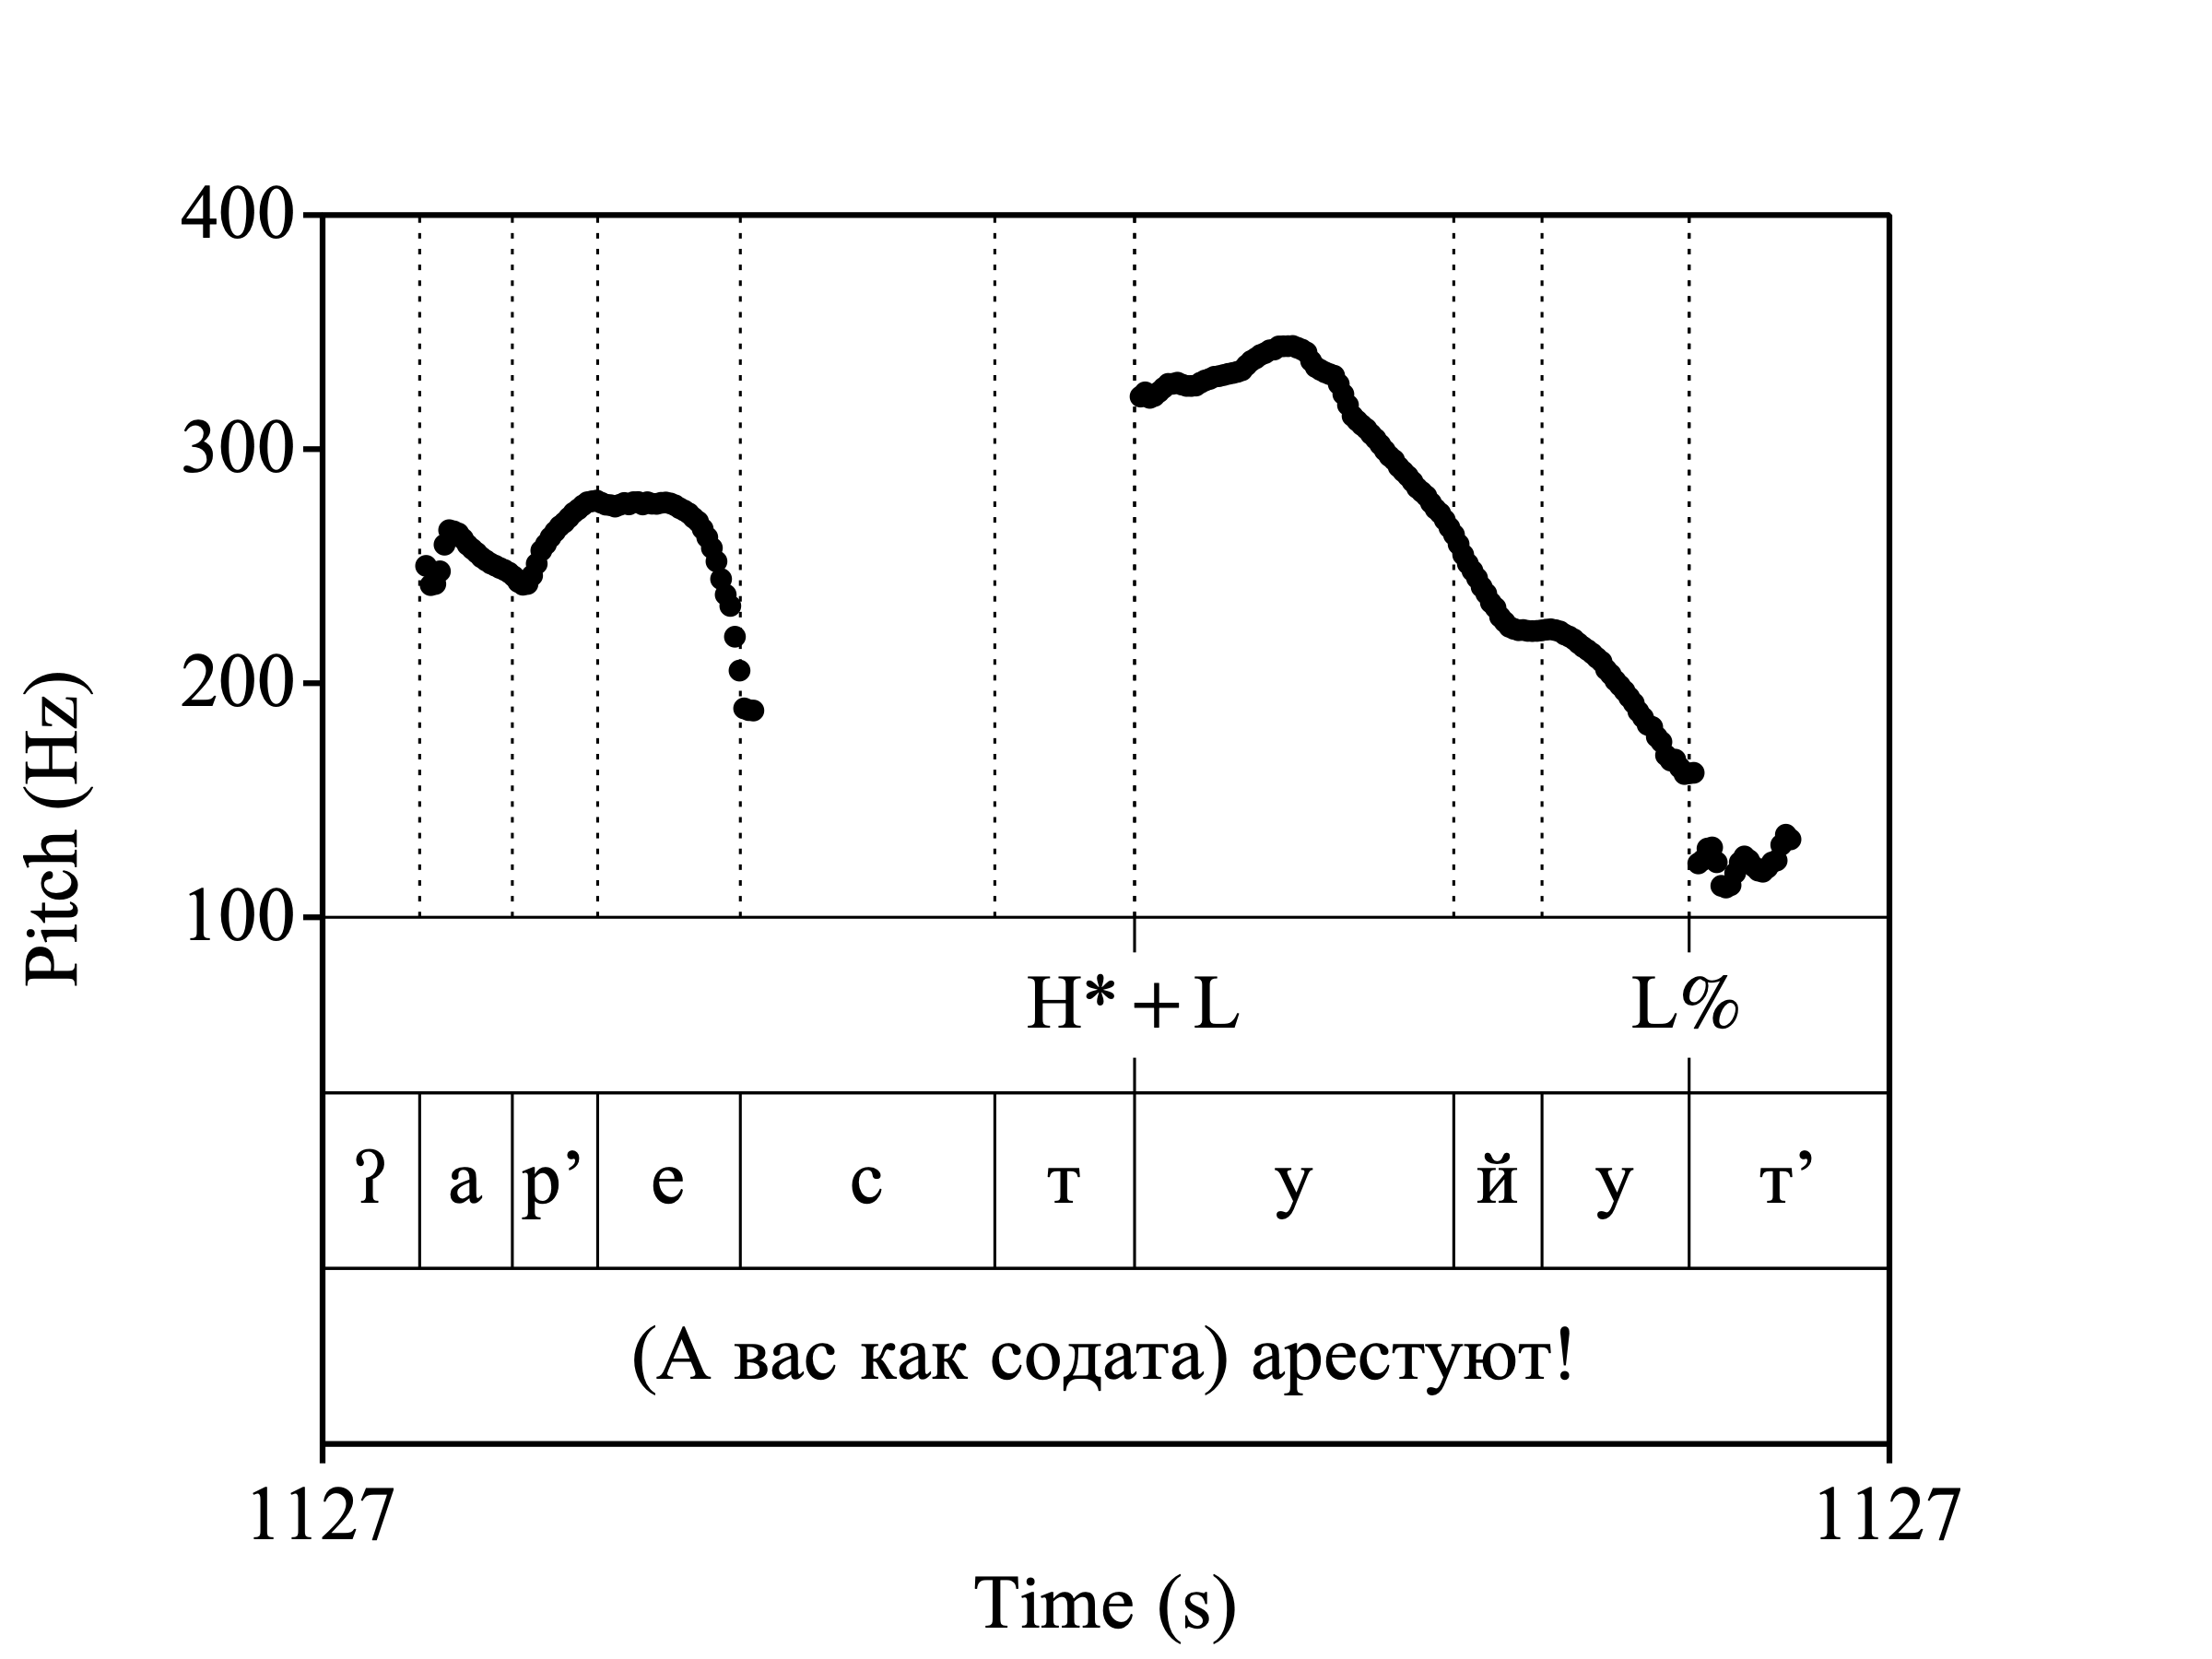 400
300
200
100
Pitch (Hz)
H* + L L%
ʔ а р’ е с т у й у т’
(А вас как содата) арестуют!
1127 1127
Time (s)